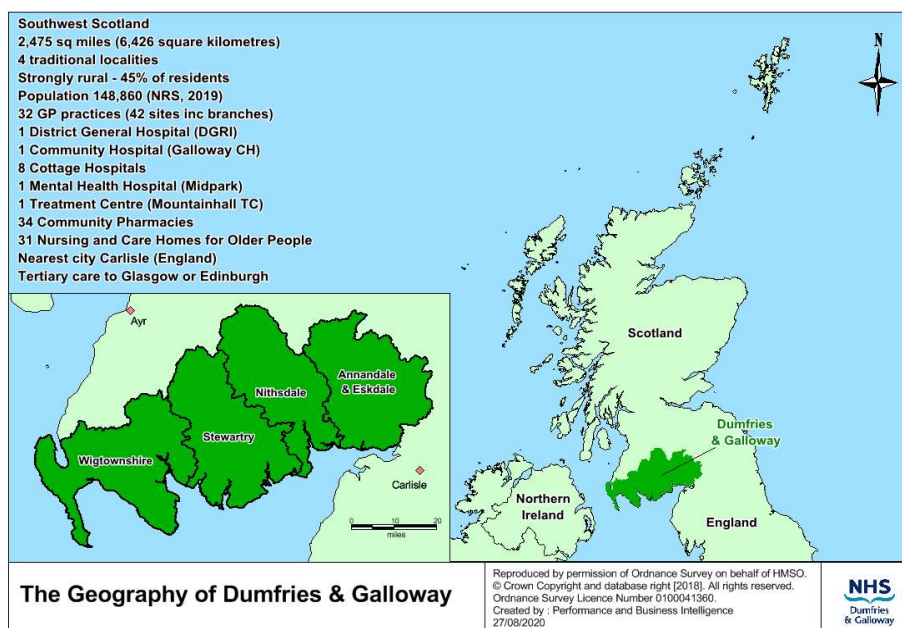 Southwest Scotland
2,475 sq miles (6,426 square kilometres)
4 traditional localities
Strongly rural - 45% of residents
Population 148,860 (NRS, 2019)
32 GP practices (42 sites inc branches)
1 District General Hospital (DGRI)
1 Community Hospital (Galloway CH)
8 Cottage Hospitals
1 Mental Health Hospital (Midpark)
1 Treatment Centre (Mountainhall TC)
34 Community Pharmacies
31 Nursing and Care Homes for Older People
Nearest city Carlisle (England)
Tertiary care to Glasgow or Edinburgh
N
Scotland
Dumfries
& Galloway
Northern
Ireland
England
Ayr
Nithsdale
Annandale
& Eskdale
Stewartry
Wigtownshire
Carlisle
0 10 20
miles
The Geography of Dumfries & Galloway
Reproduced by permission of Ordnance Survey on behalf of HMSO.
© Crown Copyright and database right [2018]. All rights reserved.
Ordnance Survey Licence Number 0100041360.
Created by : Performance and Business Intelligence
27/08/2020
NHS
Dumfries
& Galloway